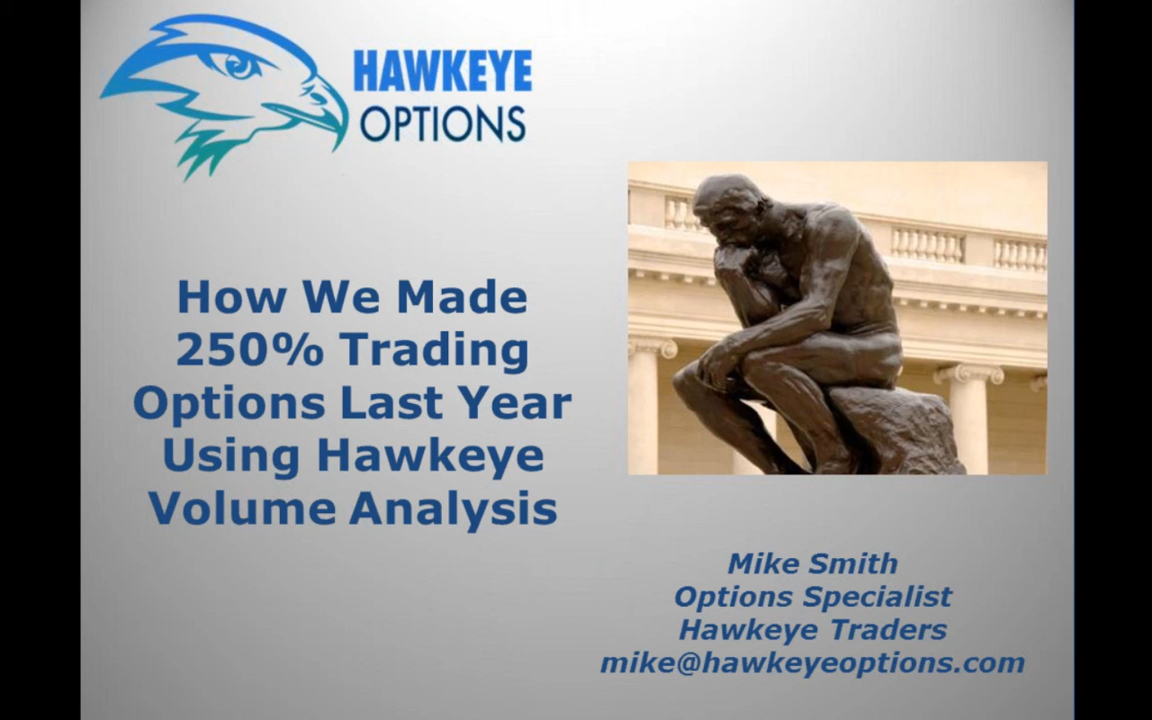 HAWKEYE
OPTIONS
How We Made
250% Trading
Options Last Year
Using Hawkeye
Volume Analysis
Mike Smith
Options Specialist
Hawkeye Traders
mike@hawkeyeoptions.com